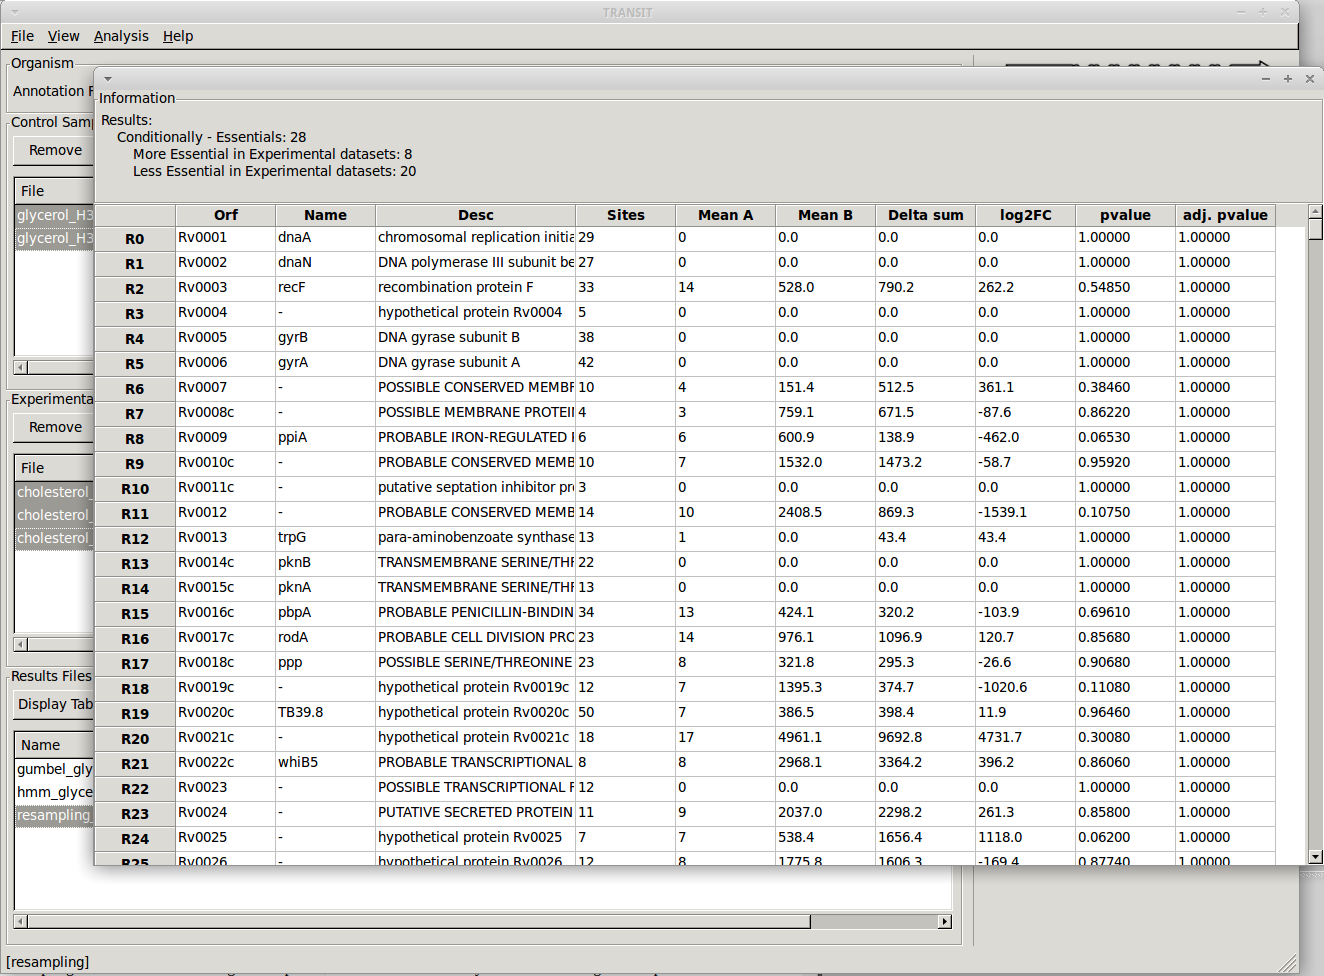 TRANSIT
File View Analysis Help
Organism
Annotation F
Control Sam
Remove
File
glycerol_H3
glycerol_H3
Experimenta
Remove
File
cholesterol_
cholesterol_
cholesterol_
Results Files
Display Tab
Name
gumbel_gly
hmm_glyce
resampling_
[resampling]
Information
Results:
Conditionally - Essentials: 28
More Essential in Experimental datasets: 8
Less Essential in Experimental datasets: 20
Orf Name Desc Sites Mean A Mean B Delta sum log2FC pvalue adj. pvalue
R0 Rv0001 dnaA chromosomal replication initia 29 0 0.0 0.0 0.0 1.00000 1.00000
R1 Rv0002 dnaN DNA polymerase III subunit be 27 0 0.0 0.0 0.0 1.00000 1.00000
R2 Rv0003 recF recombination protein F 33 14 528.0 790.2 262.2 0.54850 1.00000
R3 Rv0004 - hypothetical protein Rv0004 5 0 0.0 0.0 0.0 1.00000 1.00000
R4 Rv0005 gyrB DNA gyrase subunit B 38 0 0.0 0.0 0.0 1.00000 1.00000
R5 Rv0006 gyrA DNA gyrase subunit A 42 0 0.0 0.0 0.0 1.00000 1.00000
R6 Rv0007 - POSSIBLE CONSERVED MEMBR 10 4 151.4 512.5 361.1 0.38460 1.00000
R7 Rv0008c - POSSIBLE MEMBRANE PROTEIN 4 3 759.1 671.5 -87.6 0.86220 1.00000
R8 Rv0009 ppiA PROBABLE IRON-REGULATED 6 6 600.9 138.9 -462.0 0.06530 1.00000
R9 Rv0010c - PROBABLE CONSERVED MEMB 10 7 1532.0 1473.2 -58.7 0.95920 1.00000
R10 Rv0011c - putative septation inhibitor pr 3 0 0.0 0.0 0.0 1.00000 1.00000
R11 Rv0012 - PROBABLE CONSERVED MEMB 14 10 2408.5 869.3 -1539.1 0.10750 1.00000
R12 Rv0013 trpG para-aminobenzoate synthase 13 1 0.0 43.4 43.4 1.00000 1.00000
R13 Rv0014c pknB TRANSMEMBRANE SERINE/THR 22 0 0.0 0.0 0.0 1.00000 1.00000
R14 Rv0015c pknA TRANSMEMBRANE SERINE/THR 13 0 0.0 0.0 0.0 1.00000 1.00000
R15 Rv0016c pbpA PROBABLE PENICILLIN-BINDIN 34 13 424.1 320.2 -103.9 0.69610 1.00000
R16 Rv0017c rodA PROBABLE CELL DIVISION PRO 23 14 976.1 1096.9 120.7 0.85680 1.00000
R17 Rv0018c ppp POSSIBLE SERINE/THREONINE 23 8 321.8 295.3 -26.6 0.90680 1.00000
R18 Rv0019c - hypothetical protein Rv0019c 12 7 1395.3 374.7 -1020.6 0.11080 1.00000
R19 Rv0020c TB39.8 hypothetical protein Rv0020c 50 7 386.5 398.4 11.9 0.96460 1.00000
R20 Rv0021c - hypothetical protein Rv0021c 18 17 4961.1 9692.8 4731.7 0.30080 1.00000
R21 Rv0022c whiB5 PROBABLE TRANSCRIPTIONAL 8 8 2968.1 3364.2 396.2 0.86060 1.00000
R22 Rv0023 - POSSIBLE TRANSCRIPTIONAL R 12 0 0.0 0.0 0.0 1.00000 1.00000
R23 Rv0024 - PUTATIVE SECRETED PROTEIN 11 9 2037.0 2298.2 261.3 0.85800 1.00000
R24 Rv0025 - hypothetical protein Rv0025 7 7 538.4 1656.4 1118.0 0.06200 1.00000
R25 Rv0026 - hypothetical protein Rv0026 12 8 1775.8 1606.3 -169.4 0.87740 1.00000